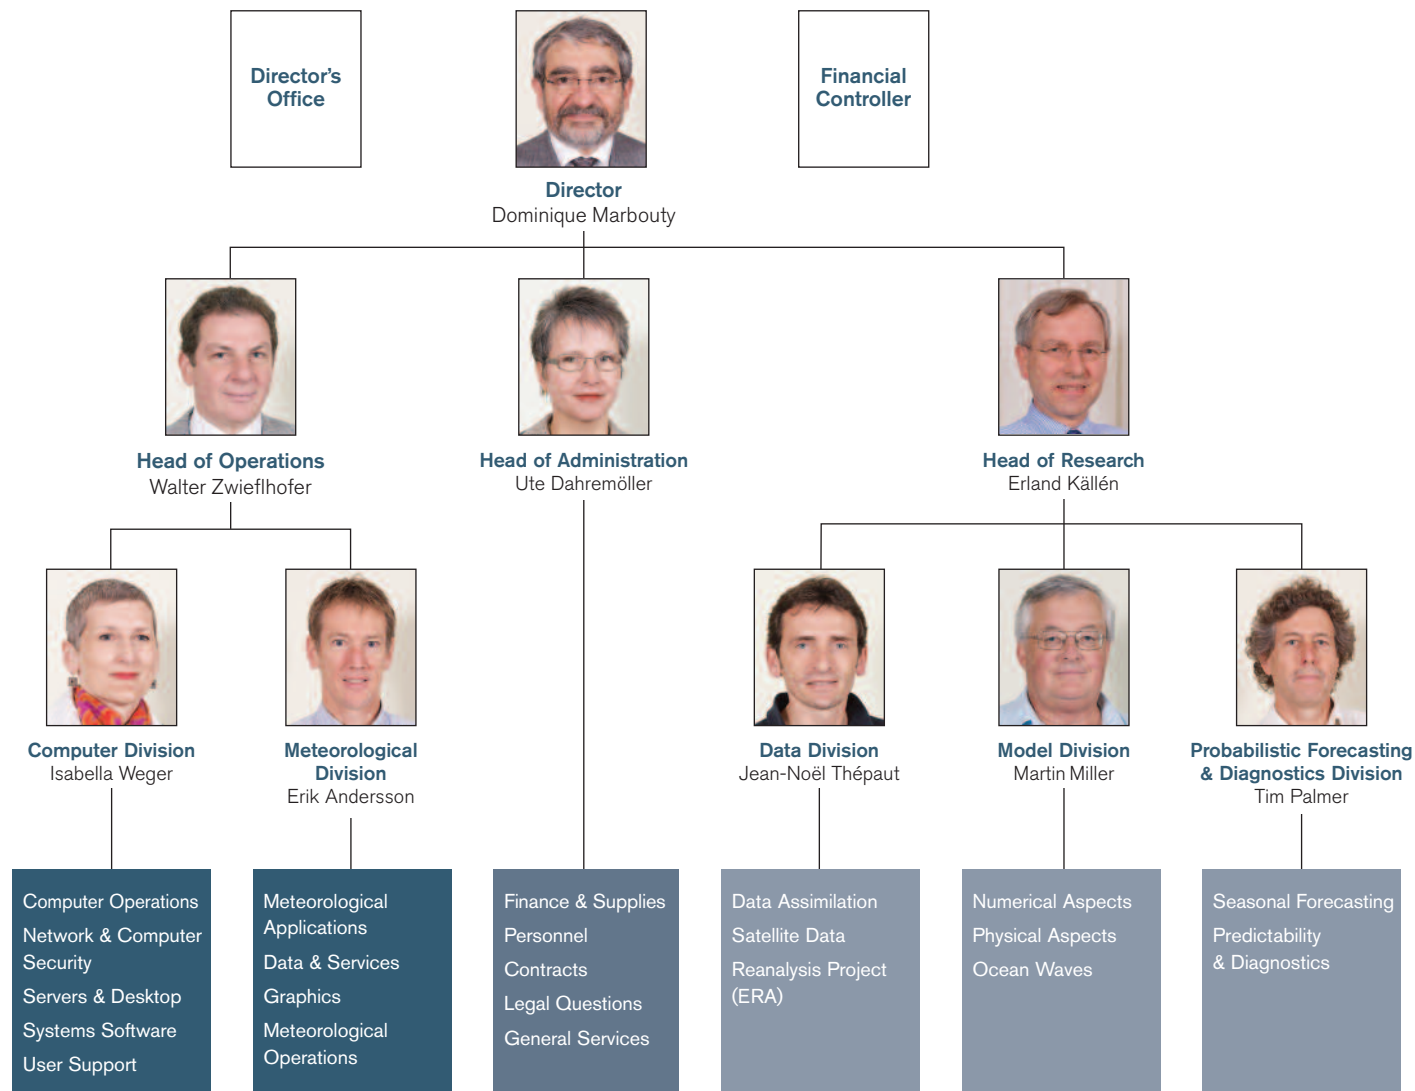 Director's
Office
Financial
Controller
Director
Dominique Marbouty
Head of Operations
Walter Zwieflhofer
Head of Administration
Ute Dahremöller
Head of Research
Erland Källén
Computer Division
Isabella Weger
Meteorological
Division
Erik Andersson
Data Division
Jean-Noël Thépaut
Model Division
Martin Miller
Probabilistic Forecasting
& Diagnostics Division
Tim Palmer
Computer Operations
Network & Computer
Security
Servers & Desktop
Systems Software
User Support
Meteorological
Applications
Data & Services
Graphics
Meteorological
Operations
Finance & Supplies
Personnel
Contracts
Legal Questions
General Services
Data Assimilation
Satellite Data
Reanalysis Project
(ERA)
Numerical Aspects
Physical Aspects
Ocean Waves
Seasonal Forecasting
Predictability
& Diagnostics